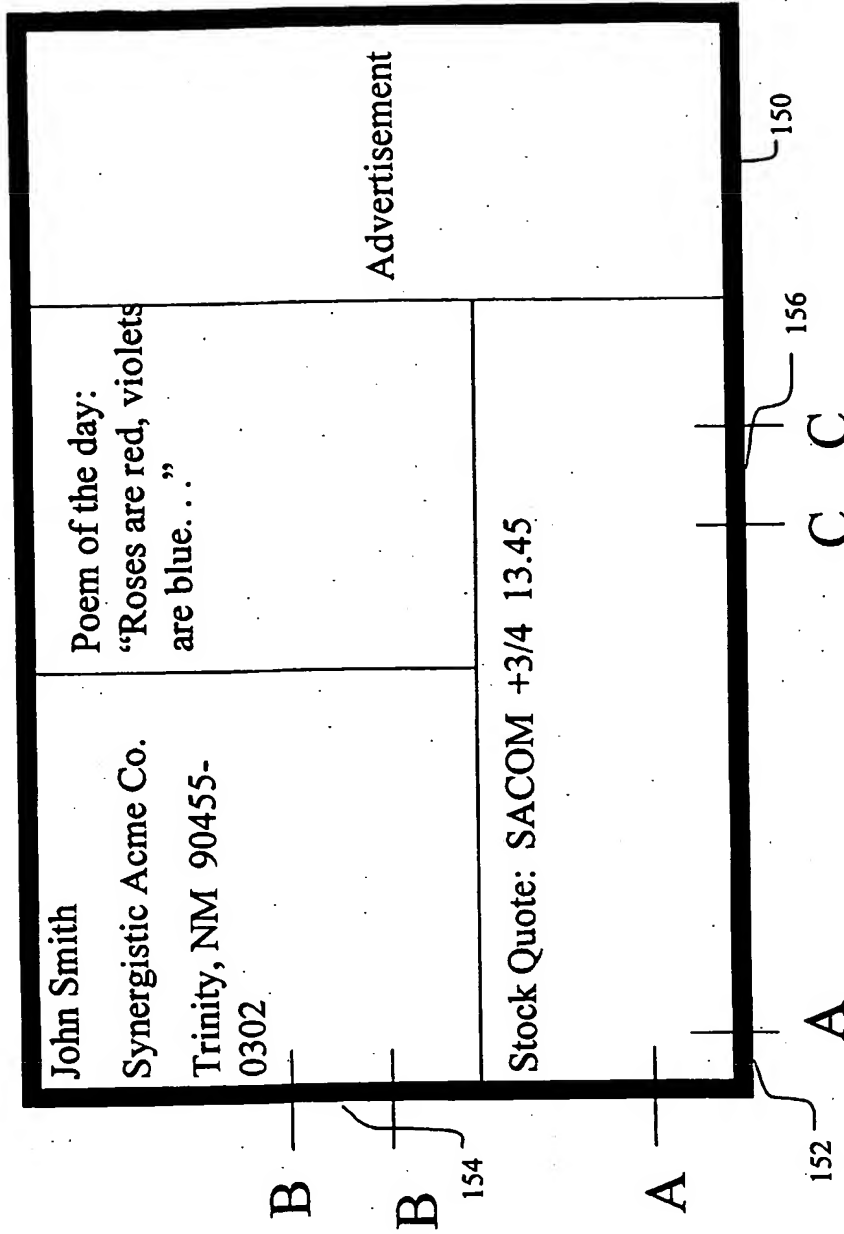 John Smith
Synergistic Acme Co.
Trinity, NM 90455-
0302
Poem of the day:
“Roses are red, violets
are blue. . .”
Advertisement
Stock Quote: SACOM +3/4 13.45
B
B
154
A
152
A
C
C
156
150